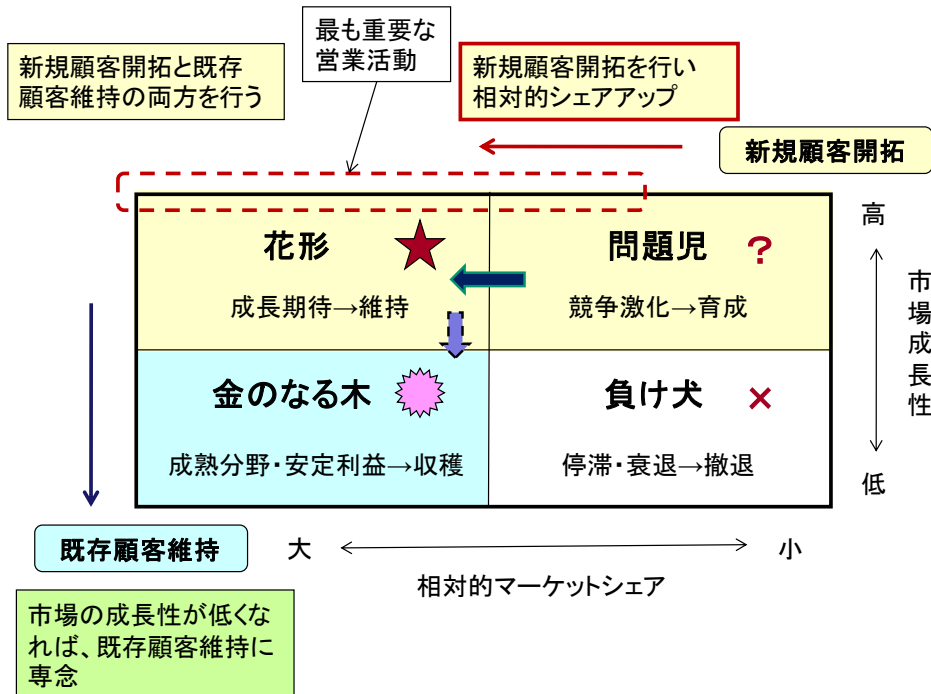 最も重要な
営業活動
新規顧客開拓と既存
顧客維持の両方を行う
新規顧客開拓を行い
相対的シェアアップ
新規顧客開拓
高
花形
問題児 ?
成長期待→維持
競争激化→育成
市場成長性
金のなる木
負け犬 ×
成熟分野・安定利益→収穫
停滞・衰退→撤退
低
既存顧客維持
大
小
相対的マーケットシェア
市場の成長性が低くな
れば、既存顧客維持に
専念